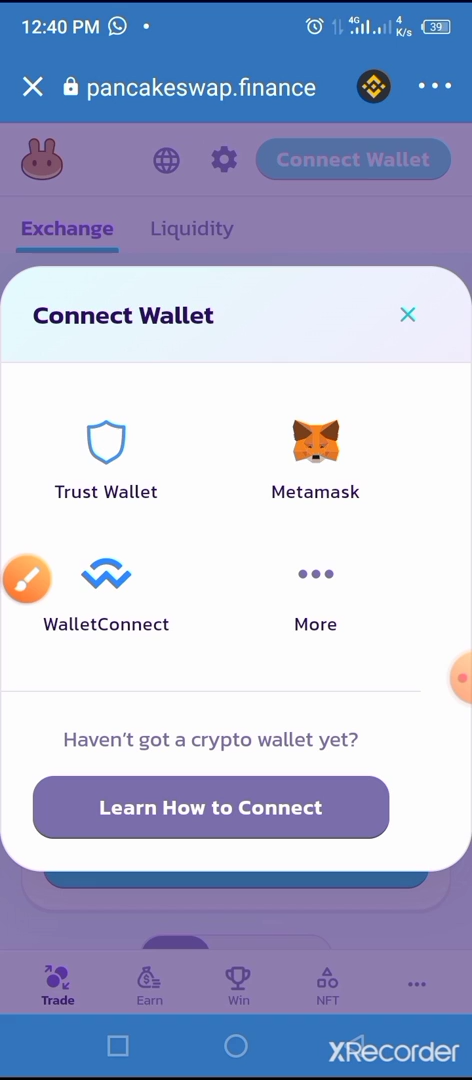 12:40 PM
4G
4
K/s
39
pancakeswap.finance
Connect Wallet
Exchange
Liquidity
Connect Wallet
Trust Wallet
Metamask
WalletConnect
More
Haven't got a crypto wallet yet?
Learn How to Connect
Trade
Earn
Win
NFT
XRecorder